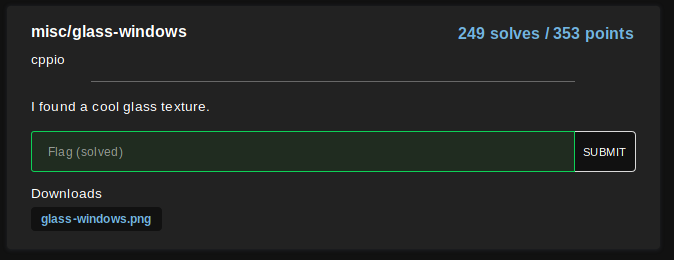 misc/glass-windows
249 solves / 353 points
cppio
I found a cool glass texture.
Flag (solved)
SUBMIT
Downloads
glass-windows.png